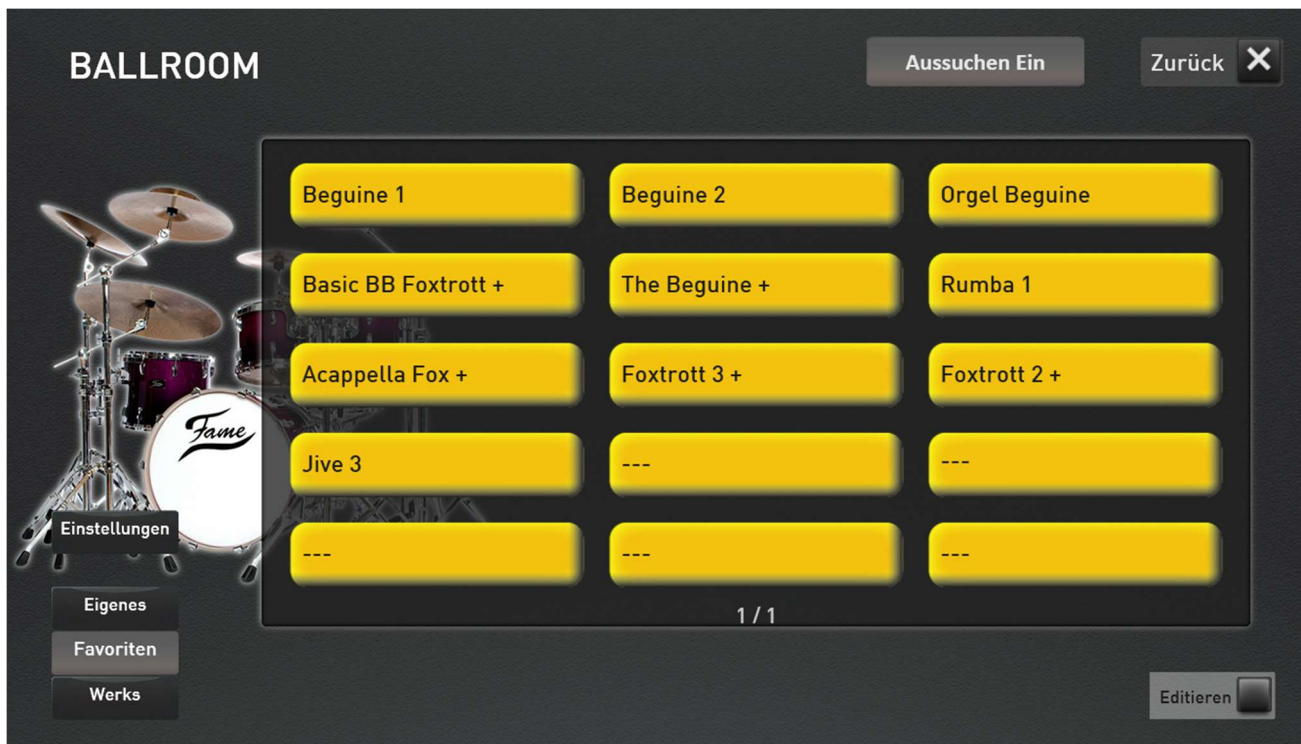 BALLROOM
Aussuchen Ein
Zurück
Beguine 1
Beguine 2
Orgel Beguine
Basic BB Foxtrott +
The Beguine +
Rumba 1
Acappella Fox +
Foxtrott 3 +
Foxtrott 2 +
Fame
Jive 3
---
---
Einstellungen
---
---
---
Eigenes
1 / 1
Favoriten
Werks
Editieren